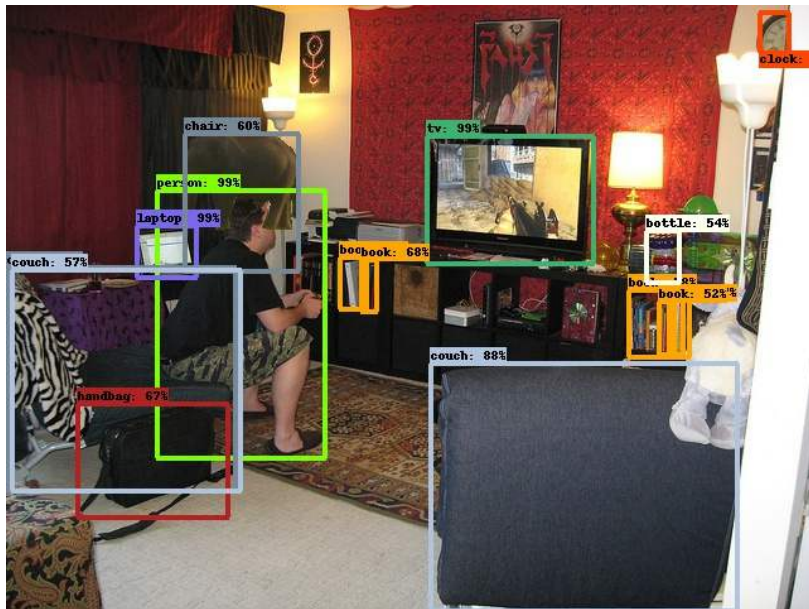 clock:
chair: 60%
tv: 99%
person: 99%
laptop: 99%
bottle: 54%
boo
book: 68%
couch: 57%
book: 52%
couch: 88%
handbag: 67%